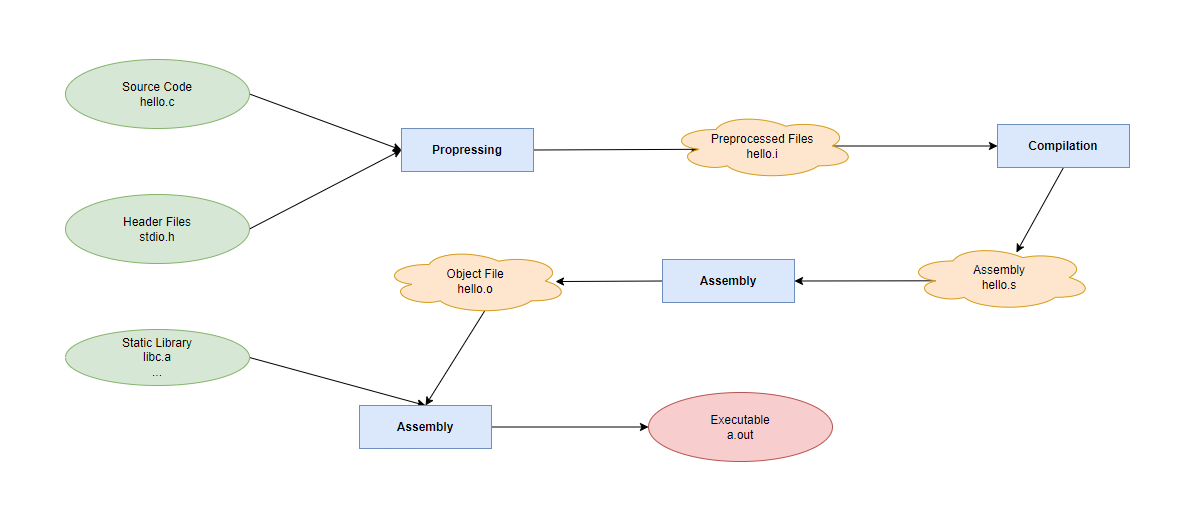 Source Code
hello.c
Propressing
Preprocessed Files
hello.i
Compilation
Header Files
stdio.h
Object File
hello.o
Assembly
Assembly
hello.s
Static Library
libc.a
...
Assembly
Executable
a.out